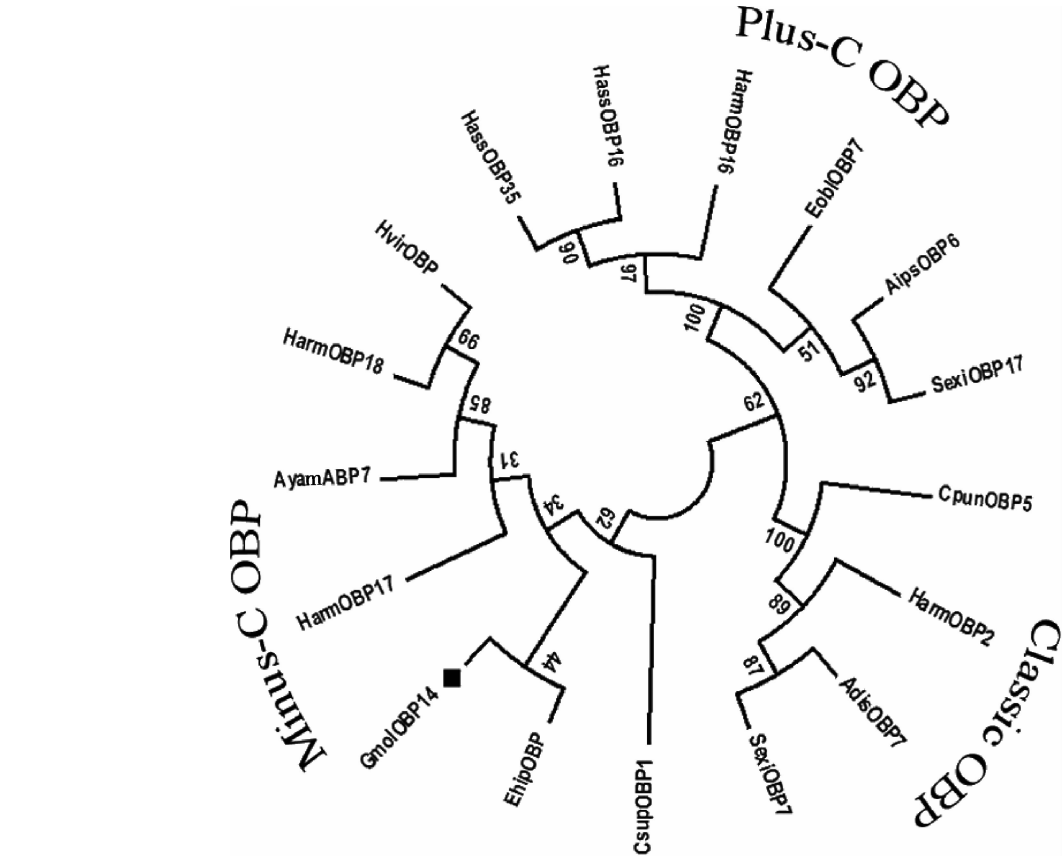 Plus-C OBP
HassOBP35
HassOBP16
HarmOBP16
EoblOBP7
AipsOBP6
SexiOBP17
CpunOBP5
HarmOBP2
AdisOBP7
SexiOBP7
Classic OBP
CsupOBP1
EhipOBP
GmolOBP14
HarmOBP17
AyamABP7
HarmOBP18
HvirOBP
Minus-C OBP
90
97
100
51
92
62
100
89
87
62
34
44
31
85
99